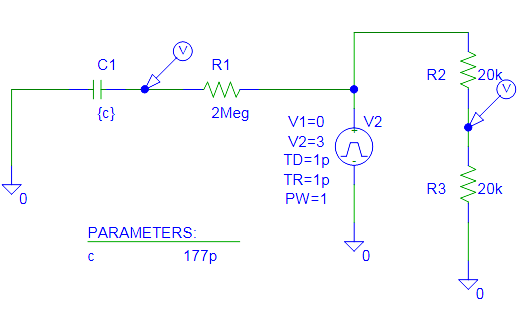 V
C1
R1
{c}
2Meg
R2
20k
V
V1=0
V2
V2=3
TD=1p
TR=1p
PW=1
R3
20k
0
0
0
PARAMETERS:
c 177p